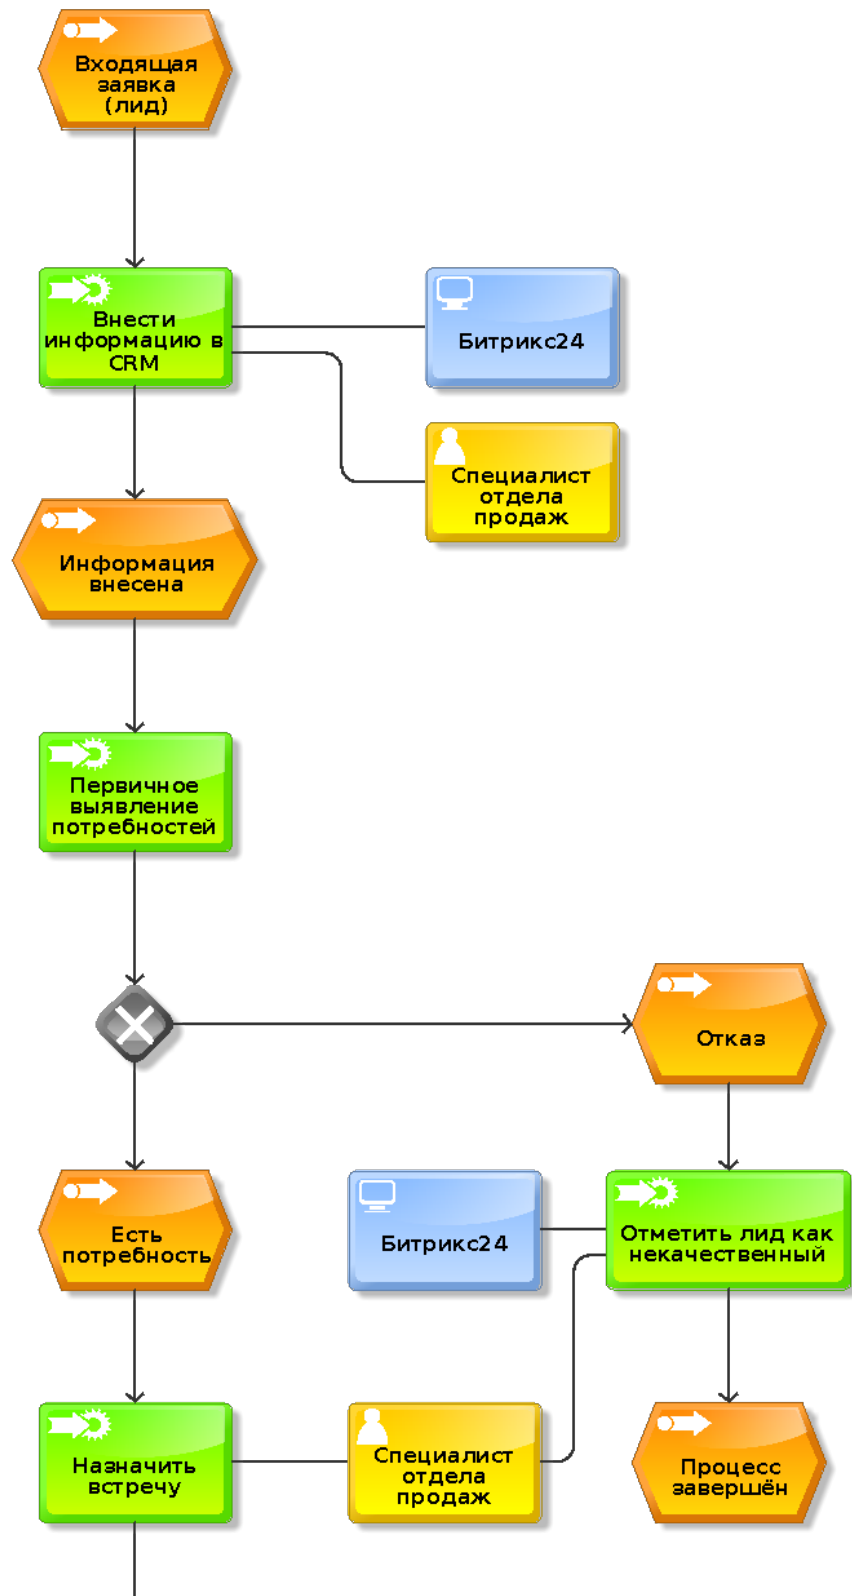 Входящая
заявка
(лид)
Внести
информацию в
CRM
Битрикс24
Специалист
отдела
продаж
Информация
внесена
Первичное
выявление
потребностей
Отказ
Есть
потребность
Битрикс24
Отметить лид как
некачественный
Назначить
встречу
Специалист
отдела
продаж
Процесс
завершён